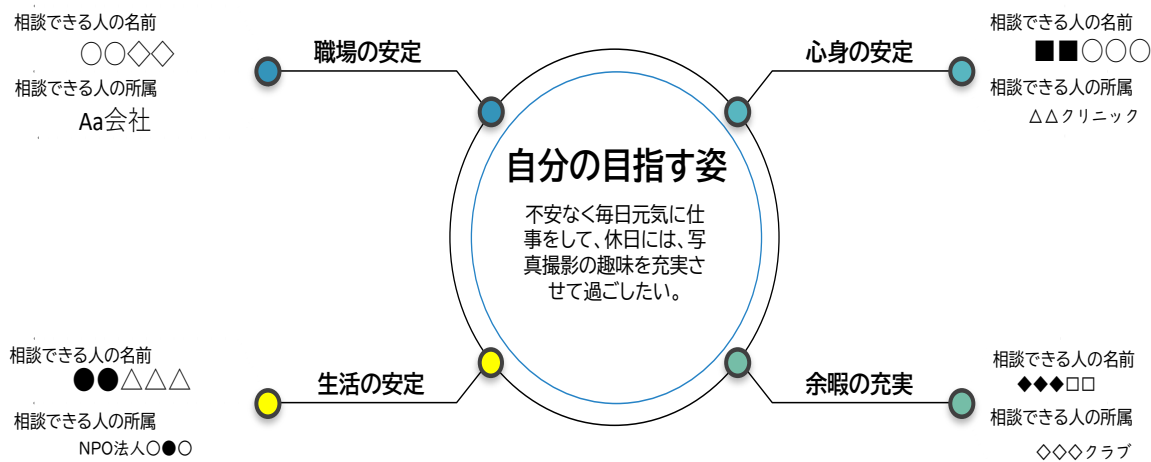 相談できる人の名前
○○◇◇
相談できる人の所属
Aa会社
職場の安定
心身の安定
相談できる人の名前
■■○○○
相談できる人の所属
△△クリニック
自分の目指す姿
不安なく毎日元気に仕
事をして、休日には、写
真撮影の趣味を充実さ
せて過ごしたい。
相談できる人の名前
●●△△△
相談できる人の所属
NPO法人○●○
生活の安定
余暇の充実
相談できる人の名前
◆◆◆□□
相談できる人の所属
◇◇◇クラブ